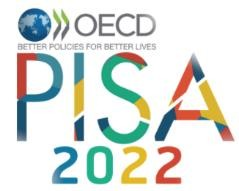 OECD
BETTER POLICIES FOR BETTER LIVES
PISA
2022